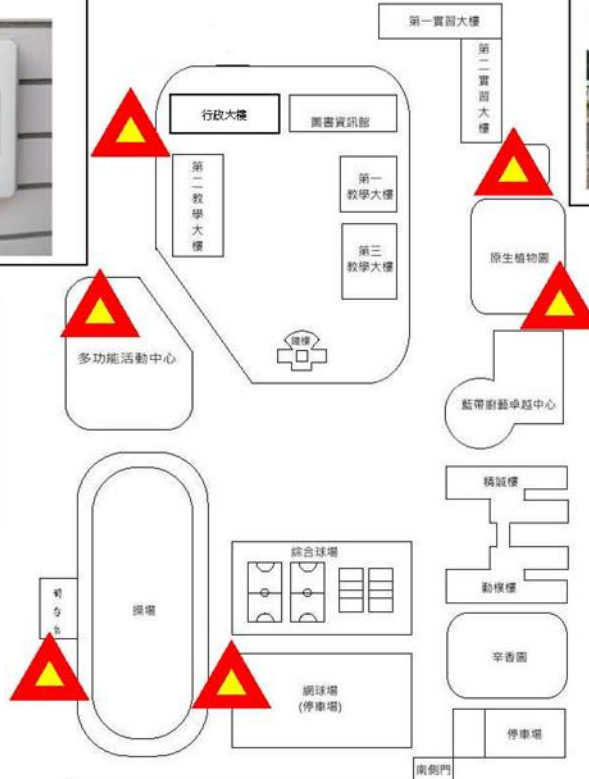 第一實習大樓
第二實習大樓
行政大樓
圖書資訊館
第二教學大樓
第一
教學大樓
第三
教學大樓
原生植物園
鐘樓
多功能活動中心
藍帶廚藝卓越中心
精誠樓
綜合球場
勤樸樓
司令台
操場
辛香園
網球場
(停車場)
停車場
南側門